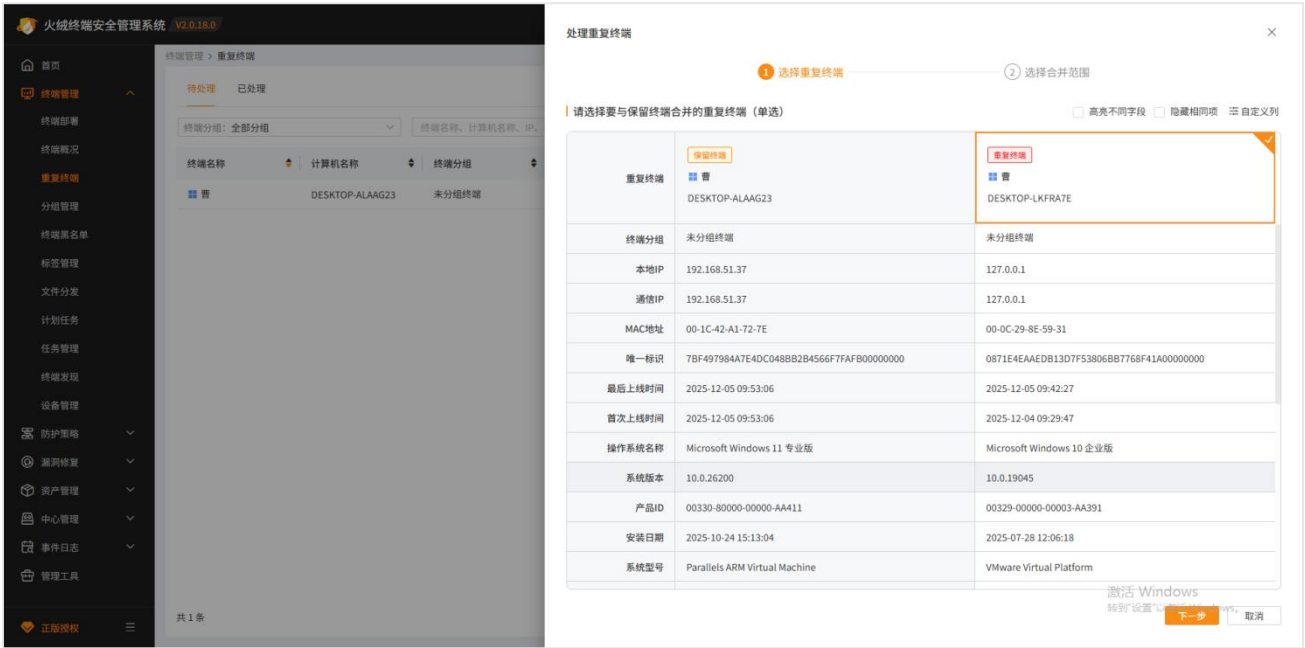 火绒终端安全管理系统 V2.0.18.0
首页
终端管理
终端部署
终端概况
重复终端
分组管理
终端黑名单
标签管理
文件分发
计划任务
任务管理
终端发现
设备管理
防护策略
漏洞修复
资产管理
中心管理
事件日志
管理工具
正版授权
终端管理 > 重复终端
待处理 已处理
终端分组: 全部分组 终端名称、计算机名称、IP、
终端名称 计算机名称 终端分组
曹 DESKTOP-ALAAG23 未分组终端
共 1 条
处理重复终端
1 选择重复终端 2 选择合并范围
请选择要与保留终端合并的重复终端（单选） 高亮不同字段 隐藏相同项 自定义列
重复终端
保留终端
曹
DESKTOP-ALAAG23
重复终端
曹
DESKTOP-LKFRA7E
终端分组 未分组终端 未分组终端
本地IP 192.168.51.37 127.0.0.1
通信IP 192.168.51.37 127.0.0.1
MAC地址 00-1C-42-A1-72-7E 00-0C-29-8E-59-31
唯一标识 7BF497984A7E4DC048BB2B4566F7FAFB00000000 0871E4EAAEDB13D7F53806BB7768F41A00000000
最后上线时间 2025-12-05 09:53:06 2025-12-05 09:42:27
首次上线时间 2025-12-05 09:53:06 2025-12-04 09:29:47
操作系统名称 Microsoft Windows 11 专业版 Microsoft Windows 10 企业版
系统版本 10.0.26200 10.0.19045
产品ID 00330-80000-00000-AA411 00329-00000-00003-AA391
安装日期 2025-10-24 15:13:04 2025-07-28 12:06:18
系统型号 Parallels ARM Virtual Machine VMware Virtual Platform
激活 Windows
转到"设置"以
下一步 取消